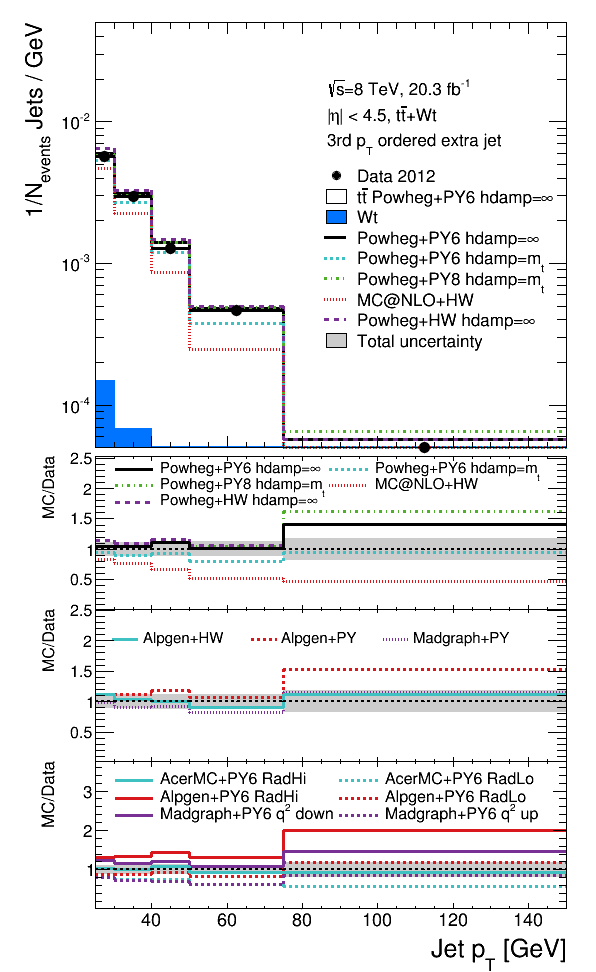 1/N_events Jets / GeV
10^-2
10^-3
10^-4
√s=8 TeV, 20.3 fb^-1
|η| < 4.5, tt̄+Wt
3rd p_T ordered extra jet
Data 2012
tt̄ Powheg+PY6 hdamp=∞
Wt
Powheg+PY6 hdamp=∞
Powheg+PY6 hdamp=m_t
Powheg+PY8 hdamp=m_t
MC@NLO+HW
Powheg+HW hdamp=∞
Total uncertainty
MC/Data
2.5
2
1.5
1
0.5
Powheg+PY6 hdamp=∞ Powheg+PY6 hdamp=m_t
Powheg+PY8 hdamp=m_t MC@NLO+HW
Powheg+HW hdamp=∞
MC/Data
2.5
2
1.5
1
0.5
Alpgen+HW Alpgen+PY Madgraph+PY
MC/Data
3
2
1
AcerMC+PY6 RadHi AcerMC+PY6 RadLo
Alpgen+PY6 RadHi Alpgen+PY6 RadLo
Madgraph+PY6 q² down Madgraph+PY6 q² up
40 60 80 100 120 140
Jet p_T [GeV]